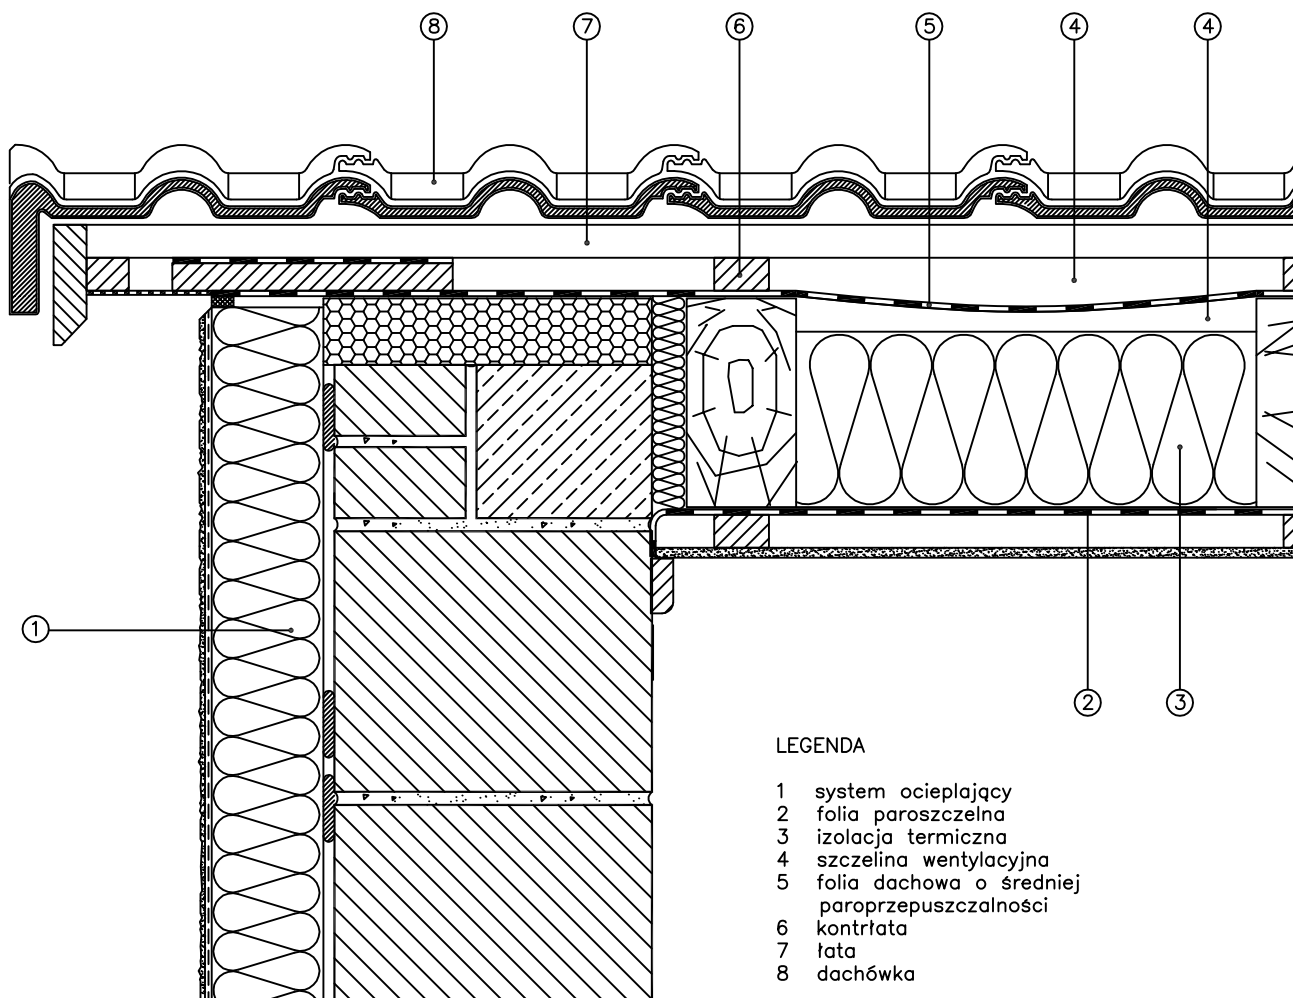 8 7 6 5 4 4
1
2 3
LEGENDA
1 system ocieplający
2 folia paroszczelna
3 izolacja termiczna
4 szczelina wentylacyjna
5 folia dachowa o średniej
paroprzepuszczalności
6 kontrłata
7 łata
8 dachówka